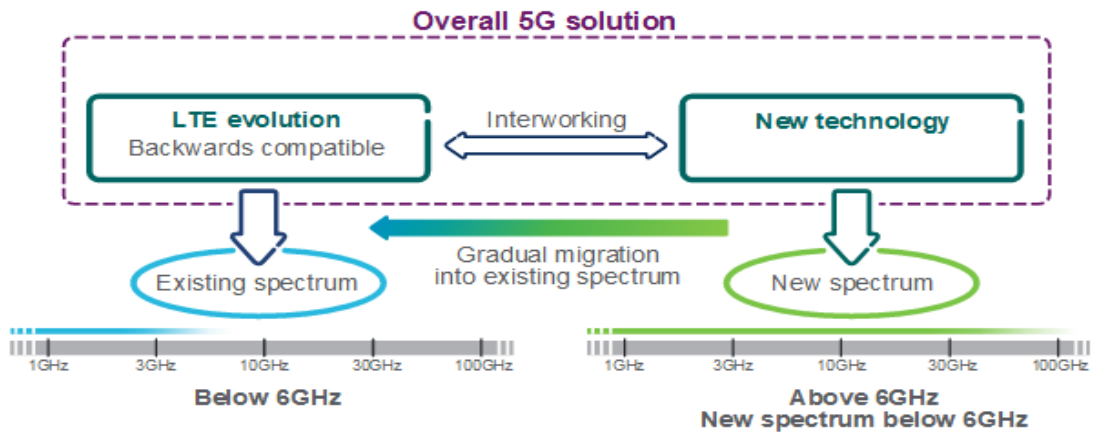 Overall 5G solution
LTE evolution
Backwards compatible
Interworking
New technology
Gradual migration
into existing spectrum
Existing spectrum
New spectrum
1GHz 3GHz 10GHz 30GHz 100GHz
1GHz 3GHz 10GHz 30GHz 100GHz
Below 6GHz
Above 6GHz
New spectrum below 6GHz